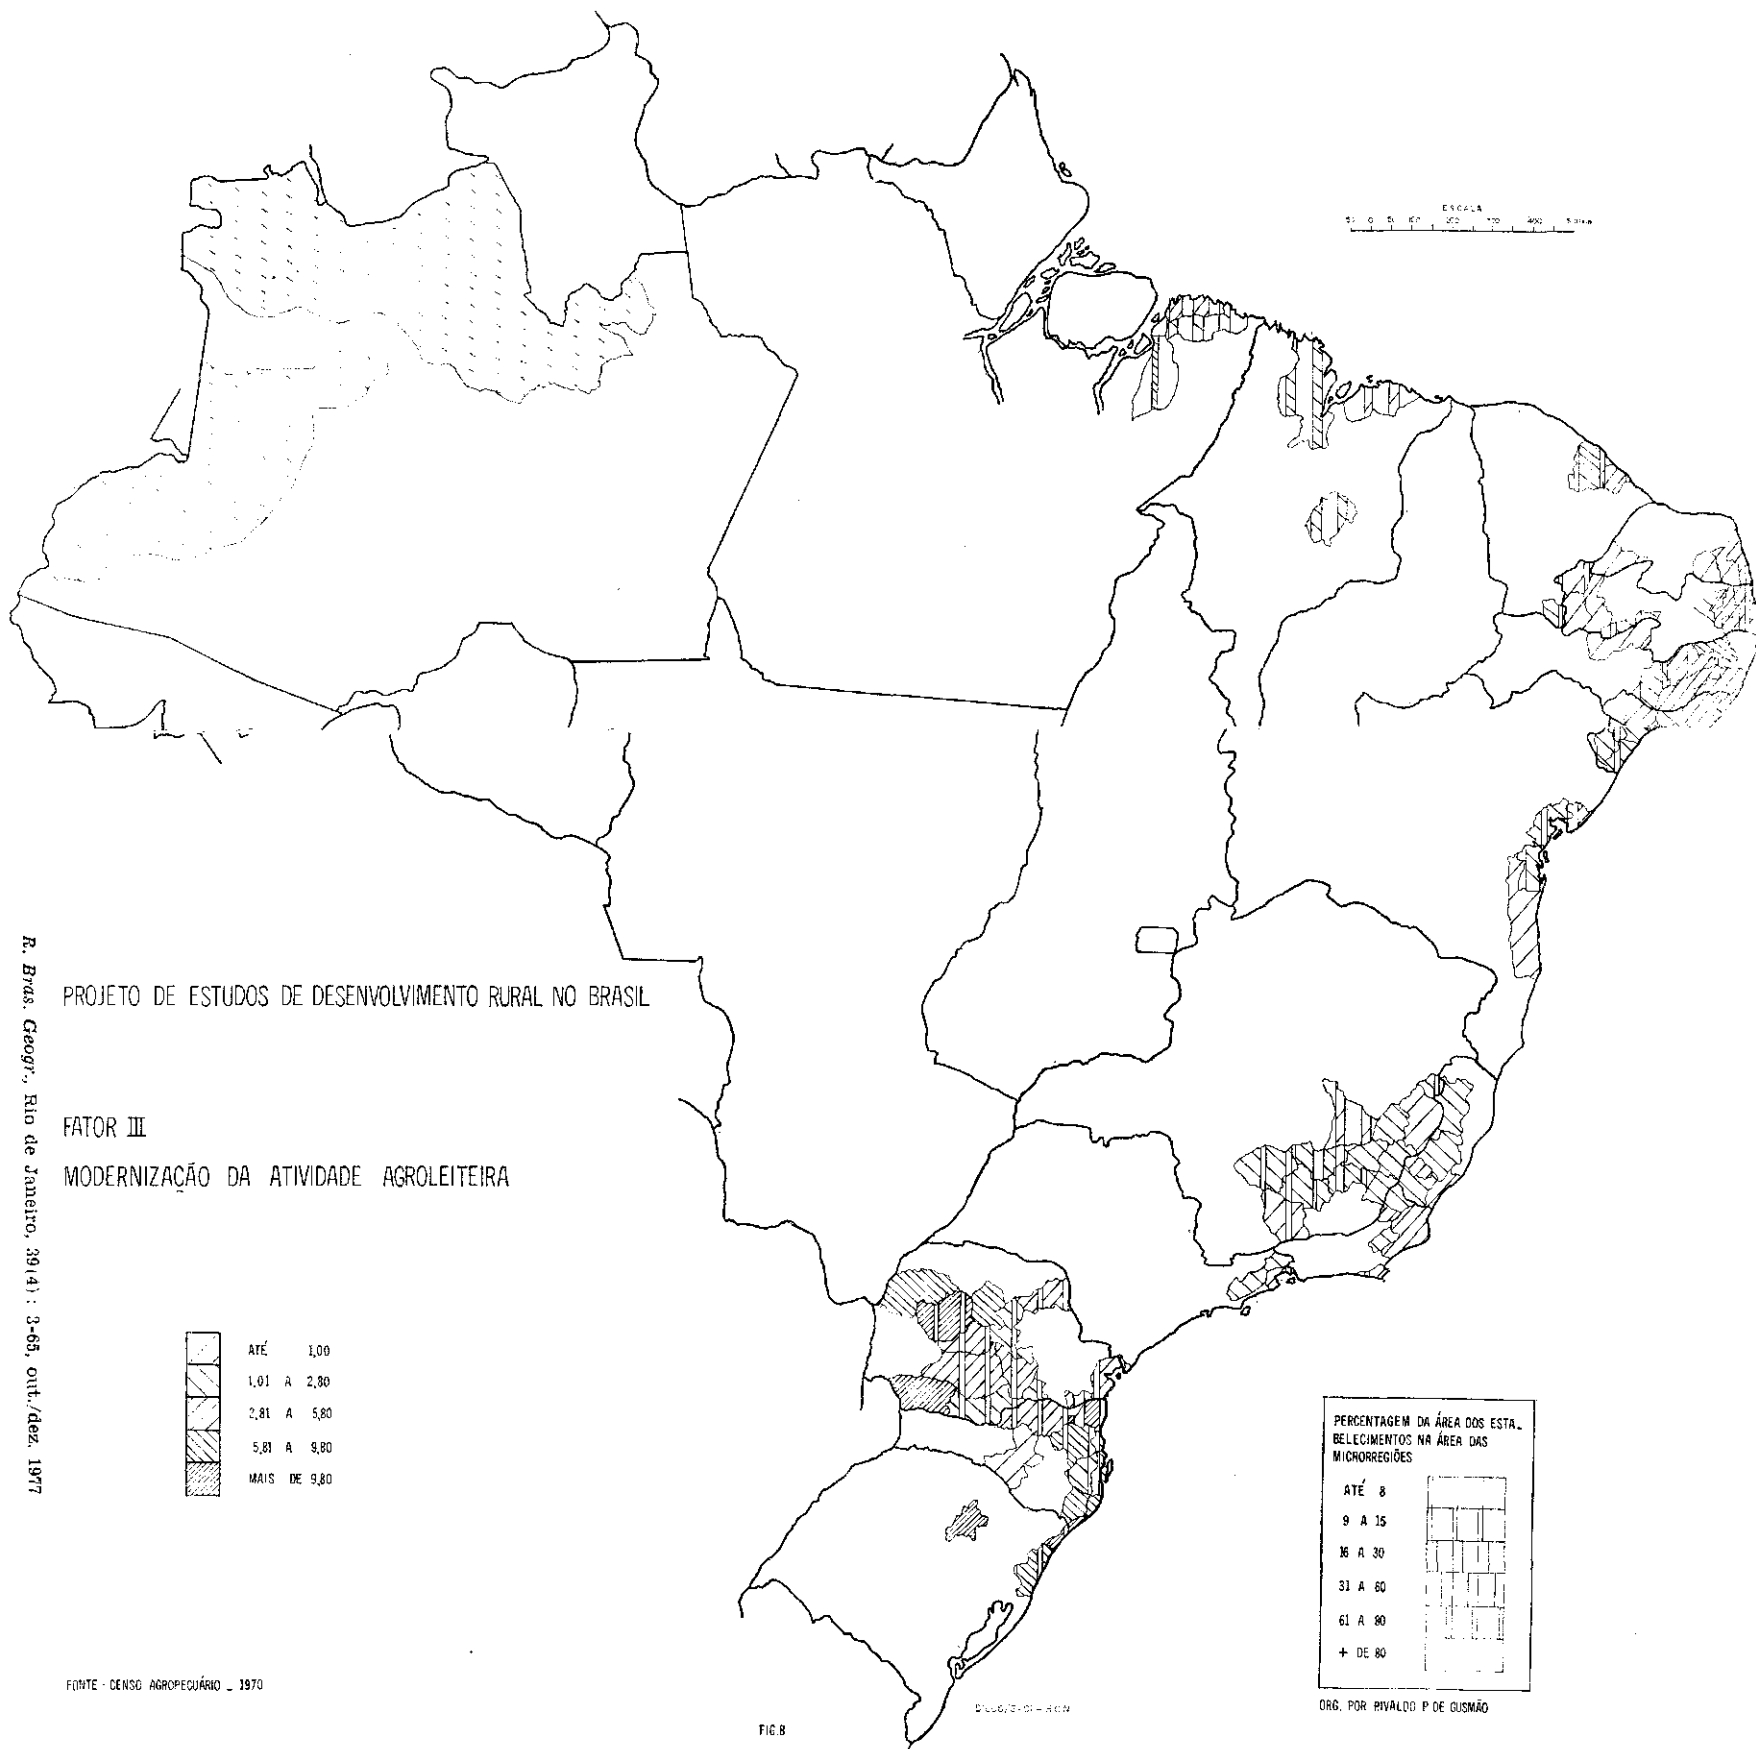 ESCALA
R. Bras. Geogr., Rio de Janeiro, 39(4): 3-65, out./dez. 1977
PROJETO DE ESTUDOS DE DESENVOLVIMENTO RURAL NO BRASIL
FATOR III
MODERNIZAÇÃO DA ATIVIDADE AGROLEITEIRA
ATÉ 1,00
1,01 A 2,80
2,81 A 5,80
5,81 A 9,80
MAIS DE 9,80
PERCENTAGEM DA ÁREA DOS ESTA_
BELECIMENTOS NA ÁREA DAS
MICRORREGIÕES
ATÉ 8
9 A 15
16 A 30
31 A 60
61 A 80
+ DE 80
FONTE - CENSO AGROPECUÁRIO _ 1970
ORG. POR RIVALDO P DE GUSMÃO
FIG.8